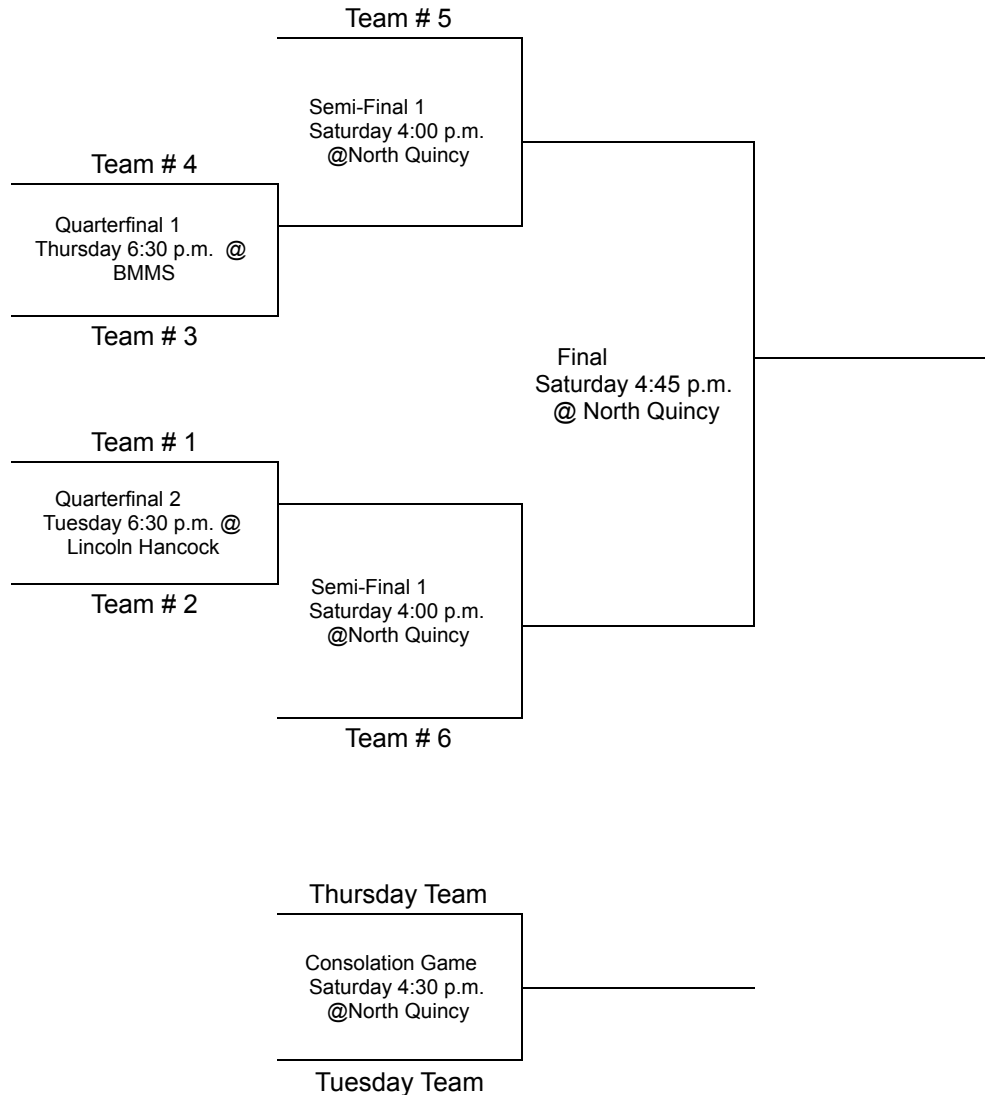 Team # 5
Semi-Final 1
Saturday 4:00 p.m.
@North Quincy
Team # 4
Quarterfinal 1
Thursday 6:30 p.m. @
BMMS
Team # 3
Final
Saturday 4:45 p.m.
@ North Quincy
Team # 1
Quarterfinal 2
Tuesday 6:30 p.m. @
Lincoln Hancock
Team # 2
Semi-Final 1
Saturday 4:00 p.m.
@North Quincy
Team # 6
Thursday Team
Consolation Game
Saturday 4:30 p.m.
@North Quincy
Tuesday Team